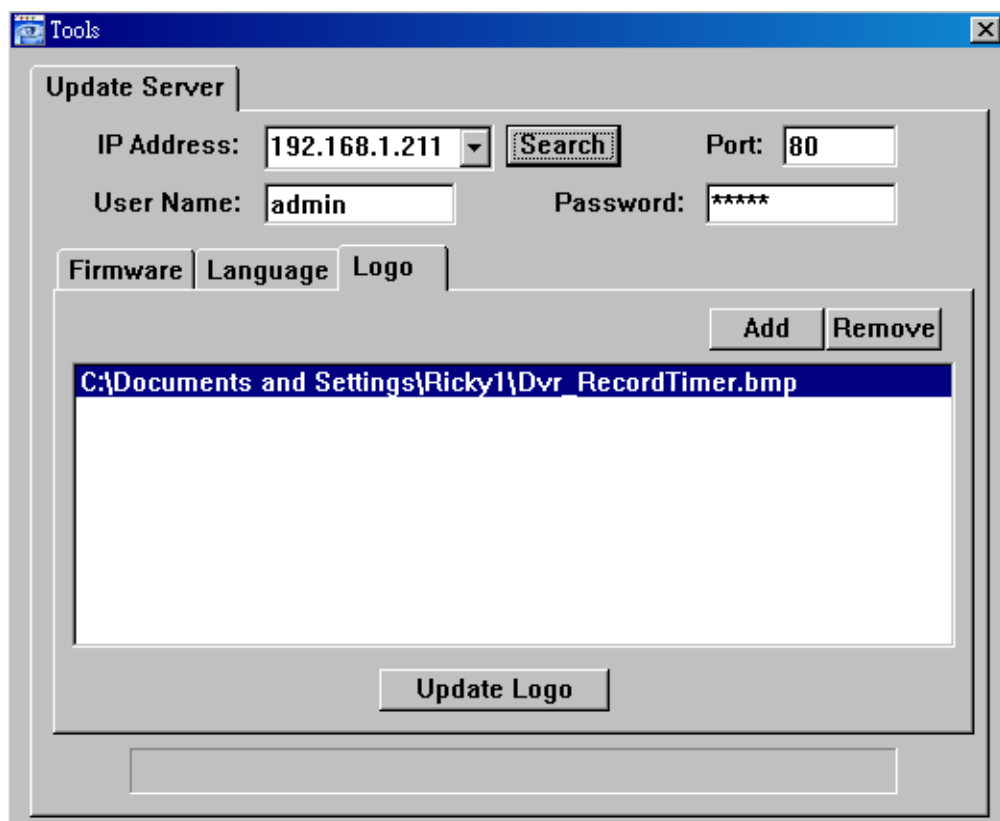 Tools
Update Server
IP Address: 192.168.1.211 Search Port: 80
User Name: admin Password: *****
Firmware Language Logo
Add Remove
C:\Documents and Settings\Ricky1\Dvr_RecordTimer.bmp
Update Logo